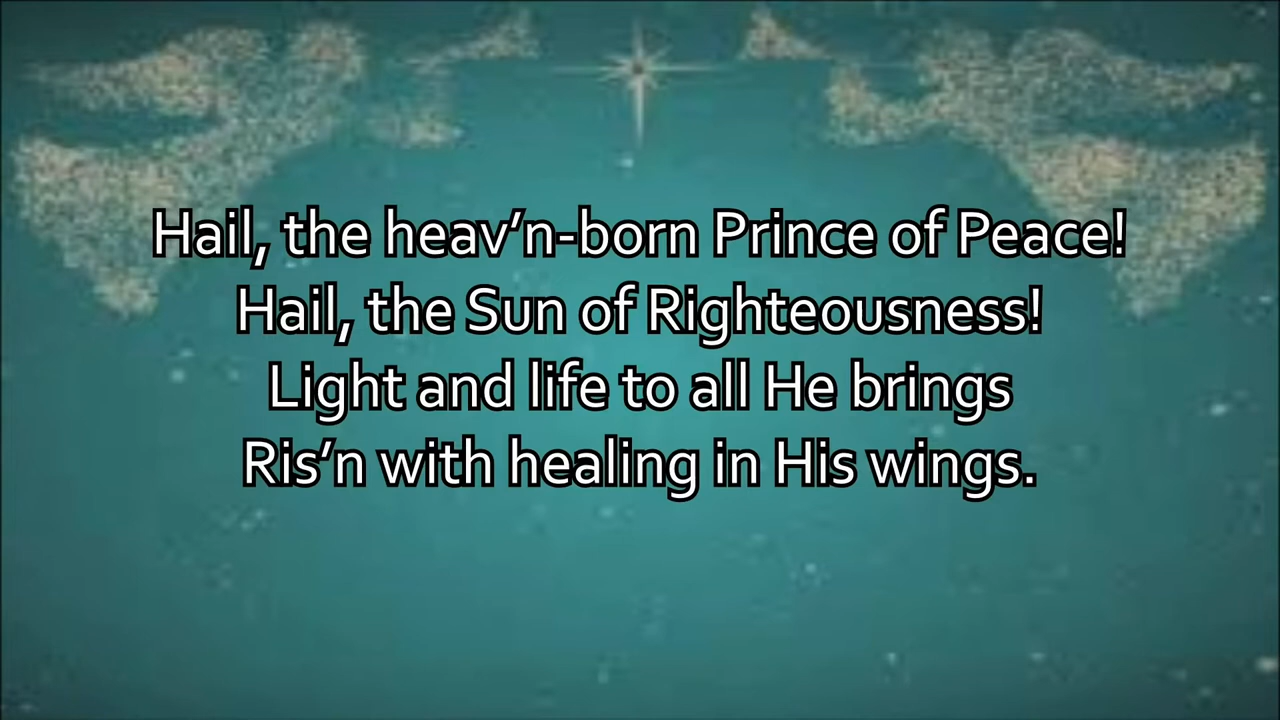 Hail, the heav’n-born Prince of Peace!
Hail, the Sun of Righteousness!
Light and life to all He brings
Ris’n with healing in His wings.